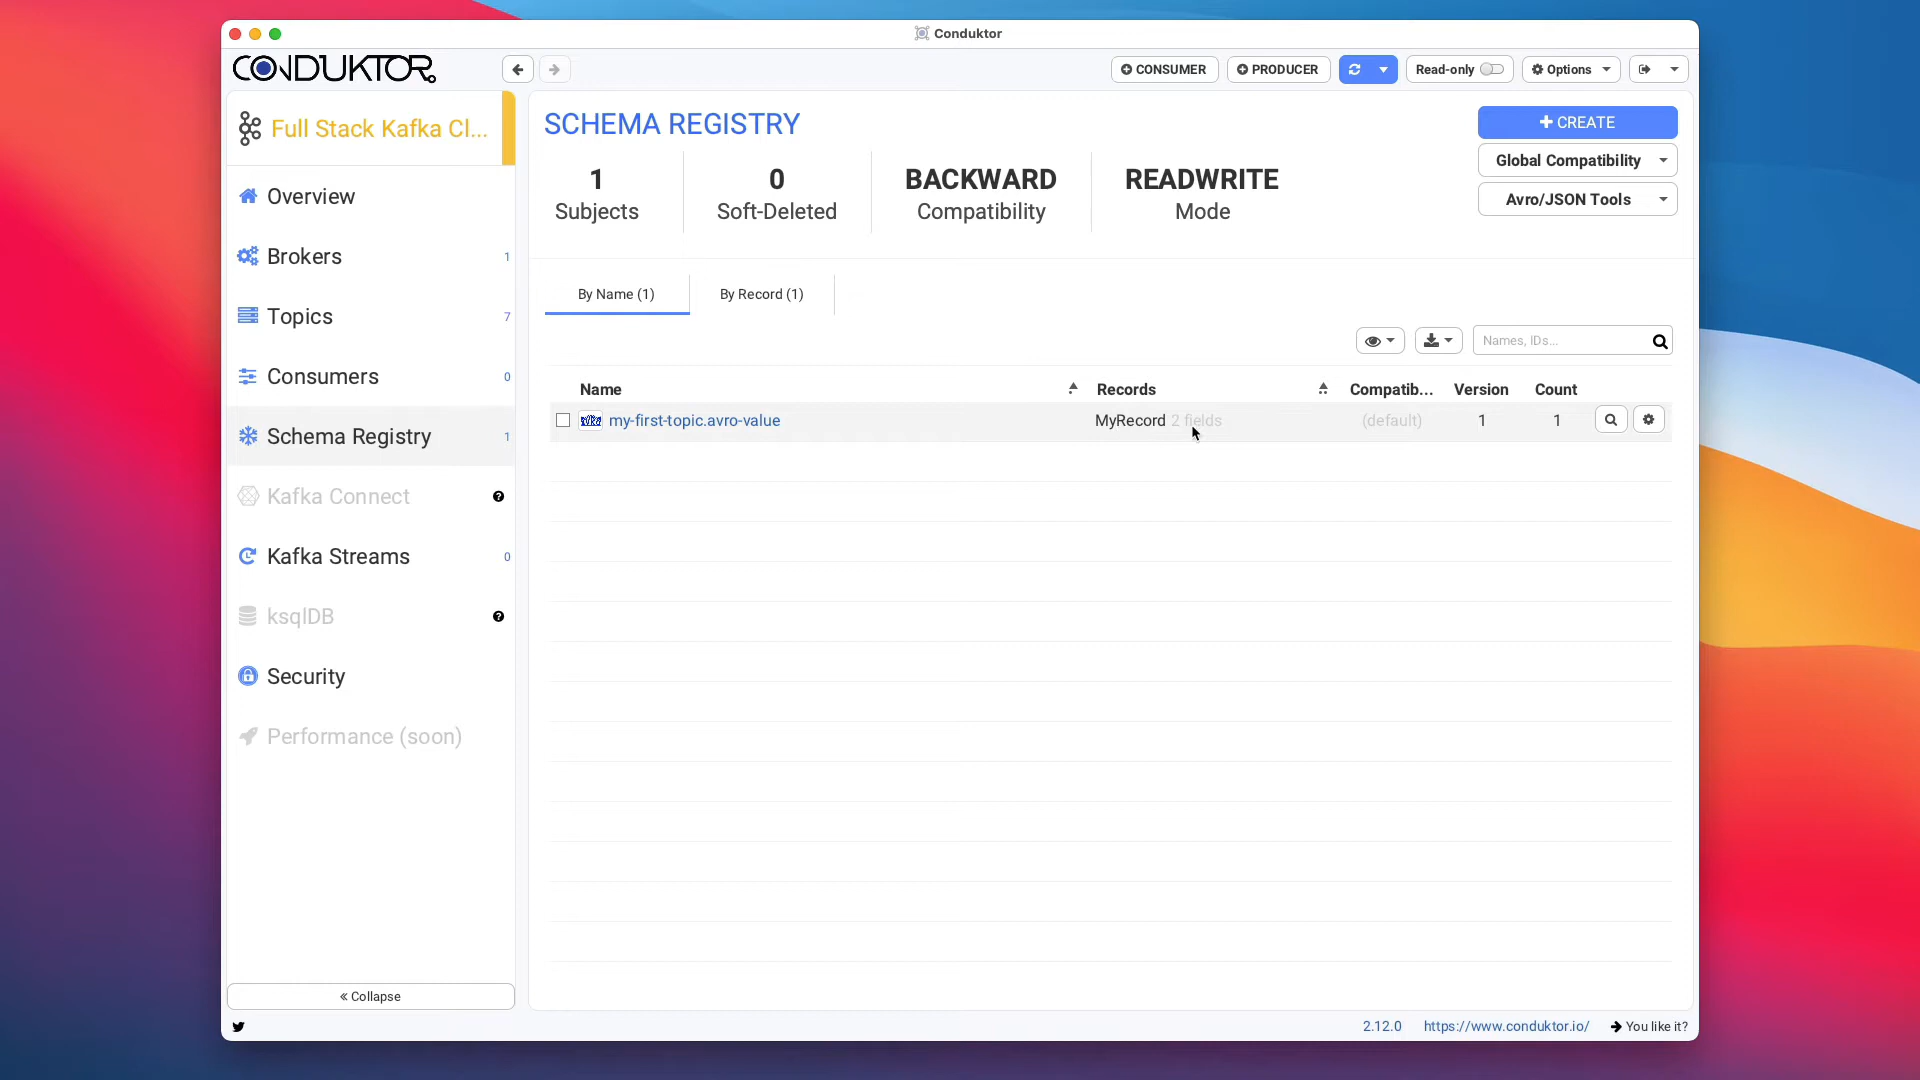 Conduktor
CONDUKTOR
CONSUMER
PRODUCER
Read-only
Options
Full Stack Kafka Cl...
Overview
Brokers
1
Topics
7
Consumers
0
Schema Registry
1
Kafka Connect
?
Kafka Streams
0
ksqlDB
?
Security
Performance (soon)
« Collapse
SCHEMA REGISTRY
1
Subjects
0
Soft-Deleted
BACKWARD
Compatibility
READWRITE
Mode
+ CREATE
Global Compatibility
Avro/JSON Tools
By Name (1)
By Record (1)
Names, IDs...
Name Records Compatib... Version Count
my-first-topic.avro-value MyRecord 2 fields (default) 1 1
2.12.0 https://www.conduktor.io/ You like it?